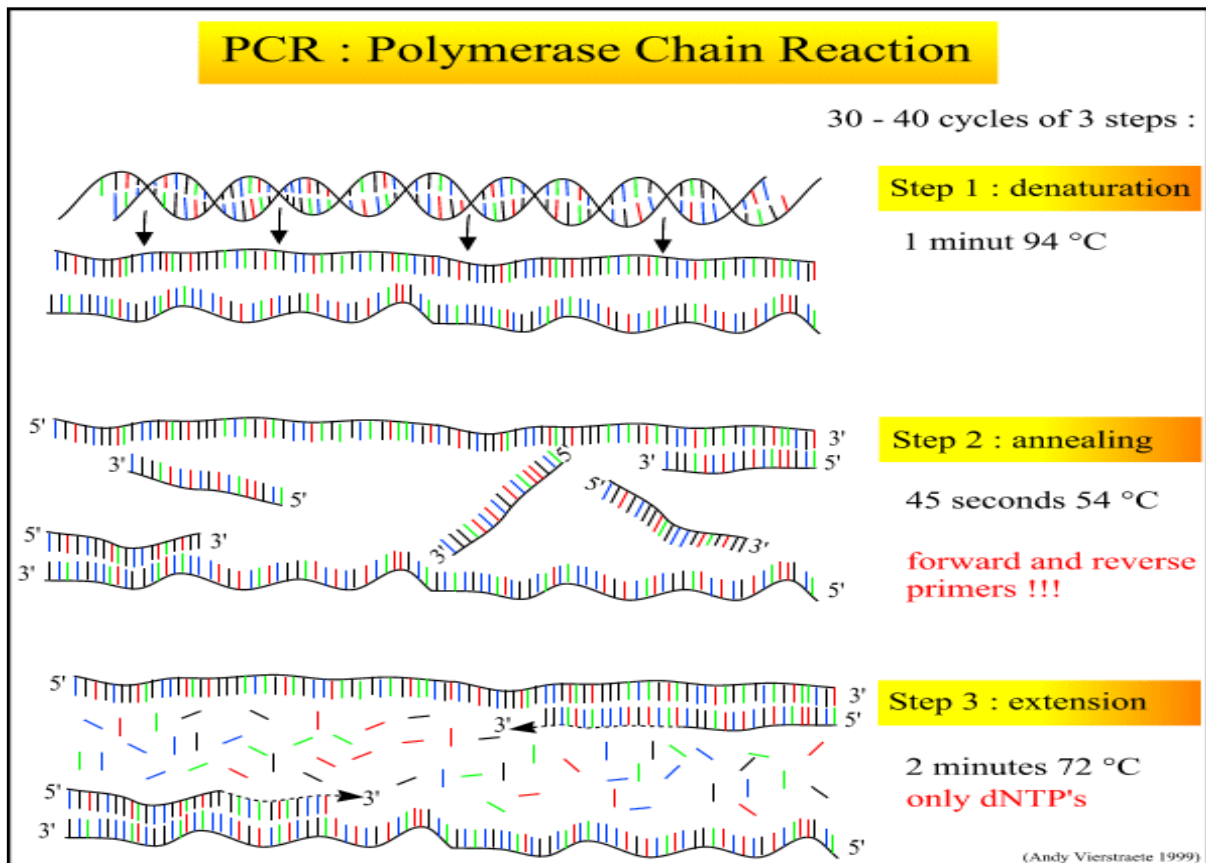 PCR : Polymerase Chain Reaction
30 - 40 cycles of 3 steps :
Step 1 : denaturation
1 minut 94 °C
5'
3'
Step 2 : annealing
3'
5'
3'
5'
5'
3'
5'
45 seconds 54 °C
5'
3'
3'
3'
5'
forward and reverse
primers !!!
5'
3'
Step 3 : extension
3'
5'
2 minutes 72 °C
5'
3'
only dNTP's
3'
5'
(Andy Vierstraete 1999)